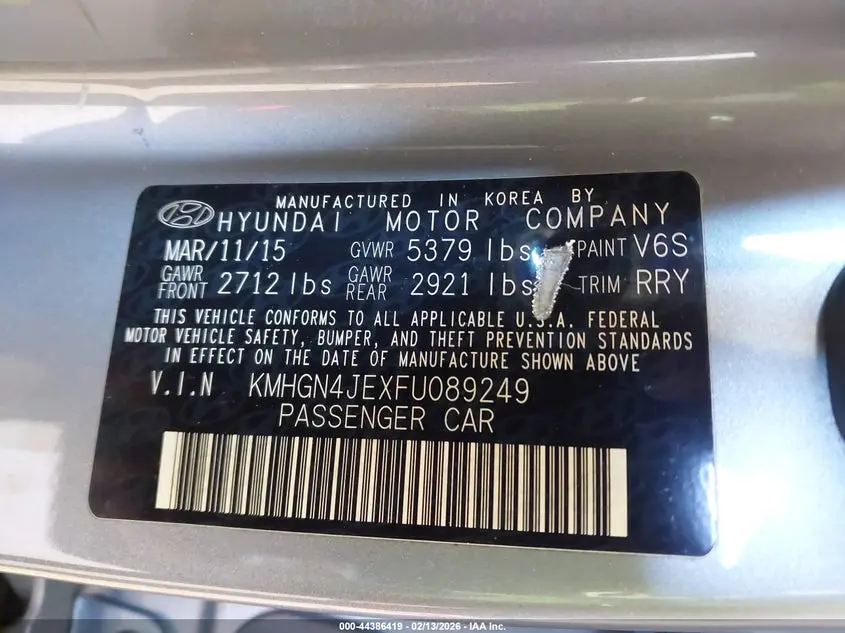 MANUFACTURED IN KOREA BY
HYUNDAI MOTOR COMPANY
MAR/11/15 GVWR 5379 lbs PAINT V6S
GAWR FRONT 2712 lbs GAWR REAR 2921 lbs TRIM RRY
THIS VEHICLE CONFORMS TO ALL APPLICABLE U.S.A. FEDERAL
MOTOR VEHICLE SAFETY, BUMPER, AND THEFT PREVENTION STANDARDS
IN EFFECT ON THE DATE OF MANUFACTURE SHOWN ABOVE
V.I.N KMHGN4JEXFU089249
PASSENGER CAR
000-44386419 - 02/13/2026 - IAA Inc.